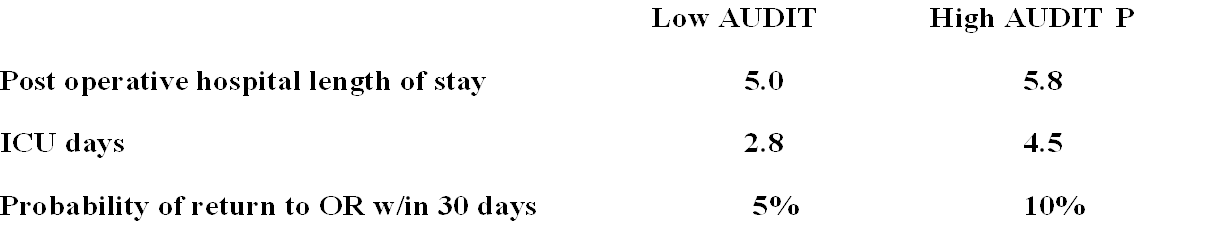 Low AUDIT High AUDIT P
Post operative hospital length of stay 5.0 5.8
ICU days 2.8 4.5
Probability of return to OR w/in 30 days 5% 10%